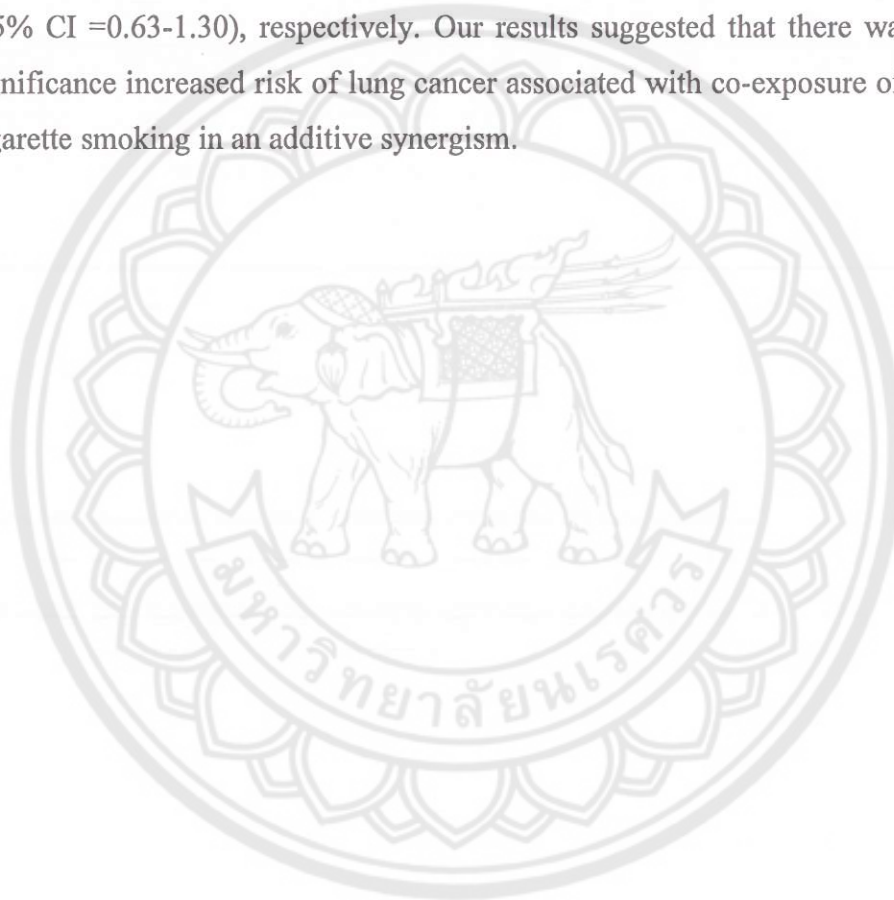 5% CI =0.63-1.30), respectively. Our results suggested that there wa
nificance increased risk of lung cancer associated with co-exposure o
garette smoking in an additive synergism.
มหาวิทยาลัยนเรศวร